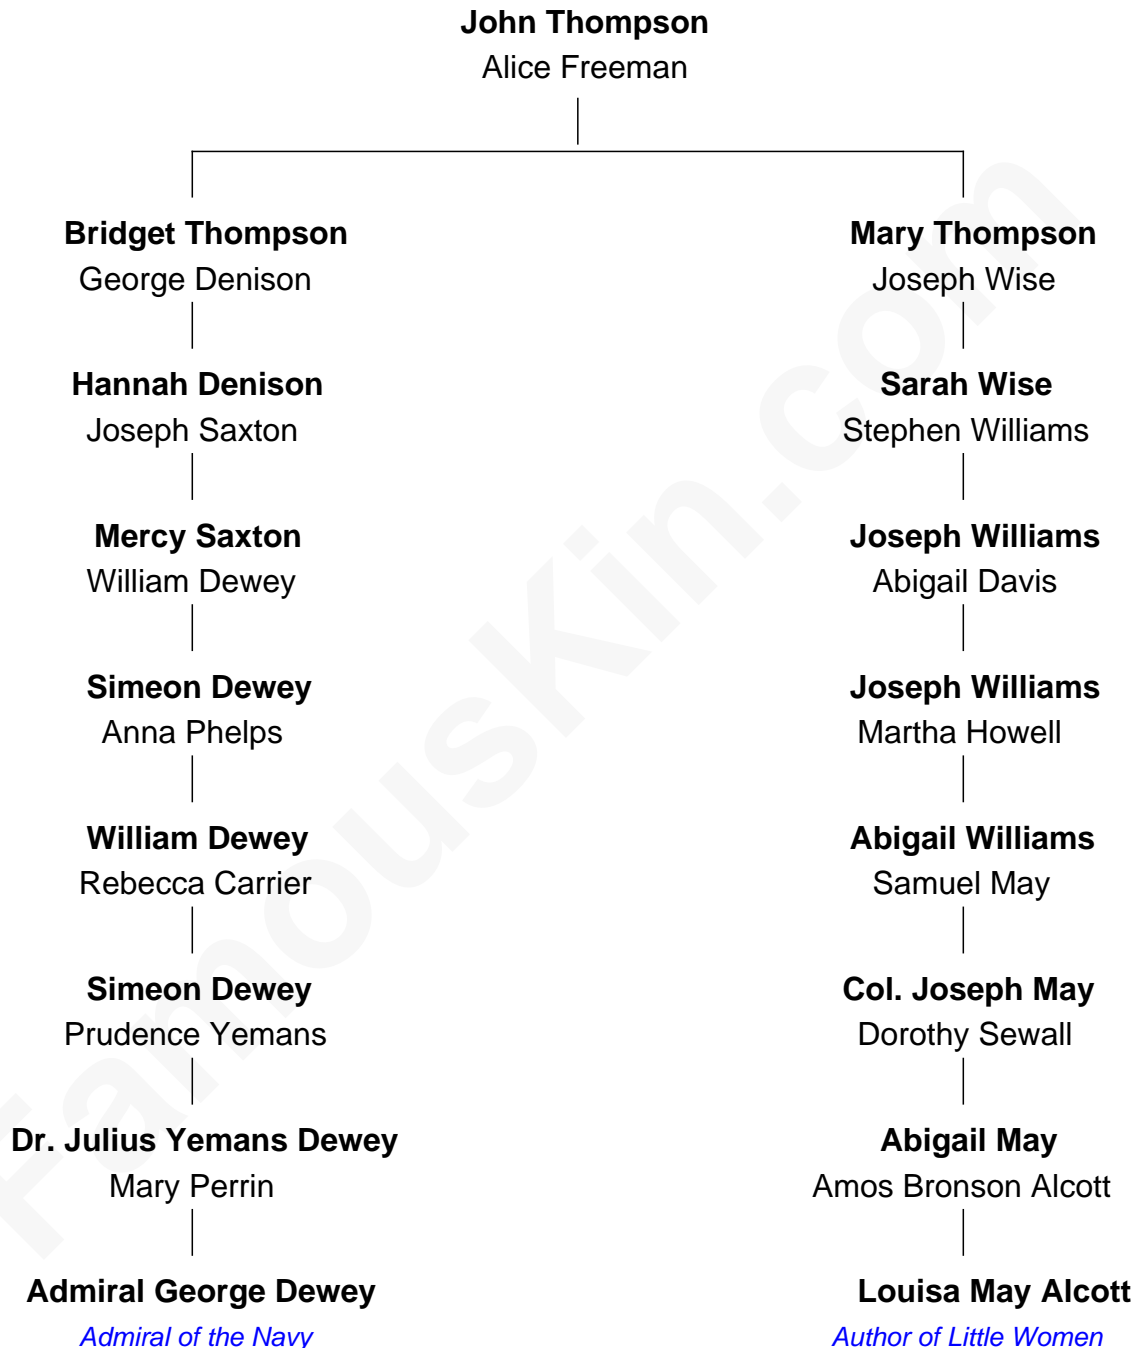 John Thompson
Alice Freeman
Bridget Thompson
George Denison
Hannah Denison
Joseph Saxton
Mercy Saxton
William Dewey
Simeon Dewey
Anna Phelps
William Dewey
Rebecca Carrier
Simeon Dewey
Prudence Yemans
Dr. Julius Yemans Dewey
Mary Perrin
Admiral George Dewey
Admiral of the Navy
Mary Thompson
Joseph Wise
Sarah Wise
Stephen Williams
Joseph Williams
Abigail Davis
Joseph Williams
Martha Howell
Abigail Williams
Samuel May
Col. Joseph May
Dorothy Sewall
Abigail May
Amos Bronson Alcott
Louisa May Alcott
Author of Little Women
FamousKin.com